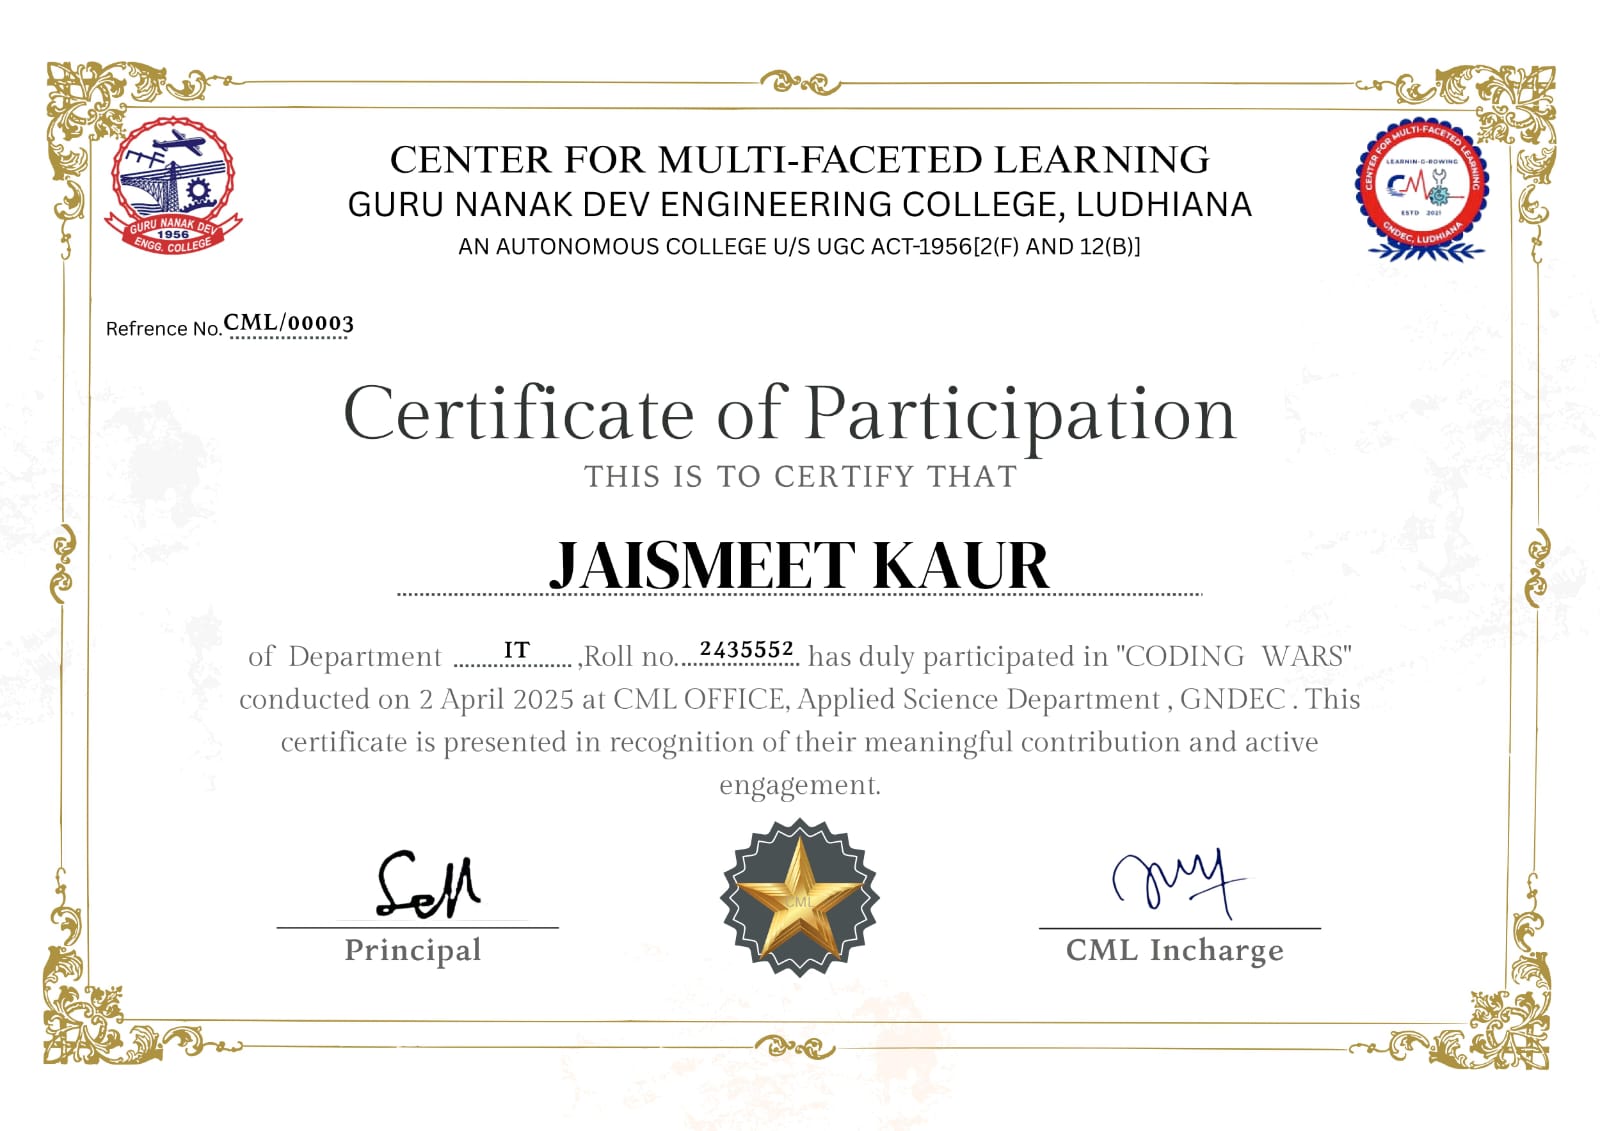 CENTER FOR MULTI-FACETED LEARNING
GURU NANAK DEV ENGINEERING COLLEGE, LUDHIANA
AN AUTONOMOUS COLLEGE U/S UGC ACT-1956[2(F) AND 12(B)]
GURU NANAK DEV
1956
ENGG. COLLEGE
CENTER FOR MULTI-FACETED LEARNING
LEARNIN-G-ROWING
CML
ESTD 2021
GNDEC, LUDHIANA
Refrence No.CML/00003
Certificate of Participation
THIS IS TO CERTIFY THAT
JAISMEET KAUR
of Department IT ,Roll no. 2435552 has duly participated in "CODING WARS"
conducted on 2 April 2025 at CML OFFICE, Applied Science Department , GNDEC . This
certificate is presented in recognition of their meaningful contribution and active
engagement.
CML
Principal
CML Incharge